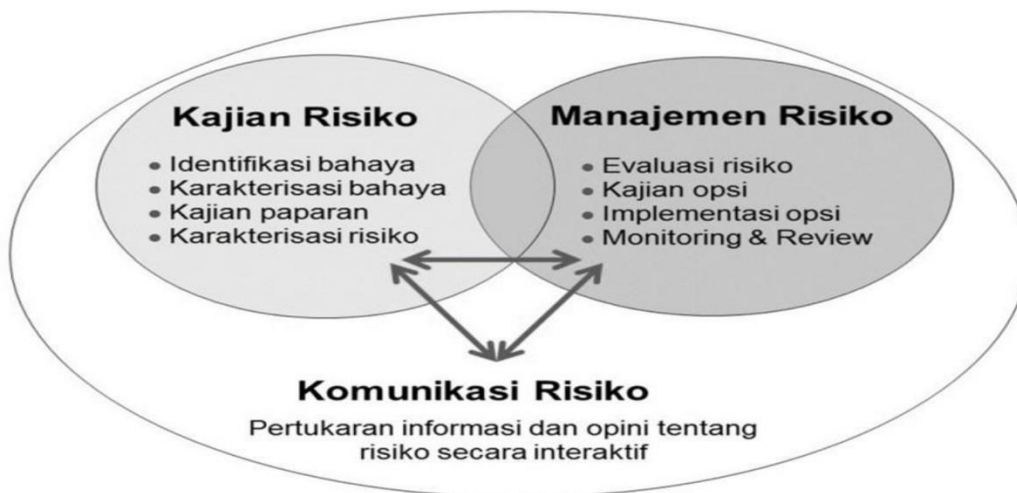 Kajian Risiko
• Identifikasi bahaya
• Karakterisasi bahaya
• Kajian paparan
• Karakterisasi risiko
Manajemen Risiko
• Evaluasi risiko
• Kajian opsi
• Implementasi opsi
• Monitoring & Review
Komunikasi Risiko
Pertukaran informasi dan opini tentang
risiko secara interaktif